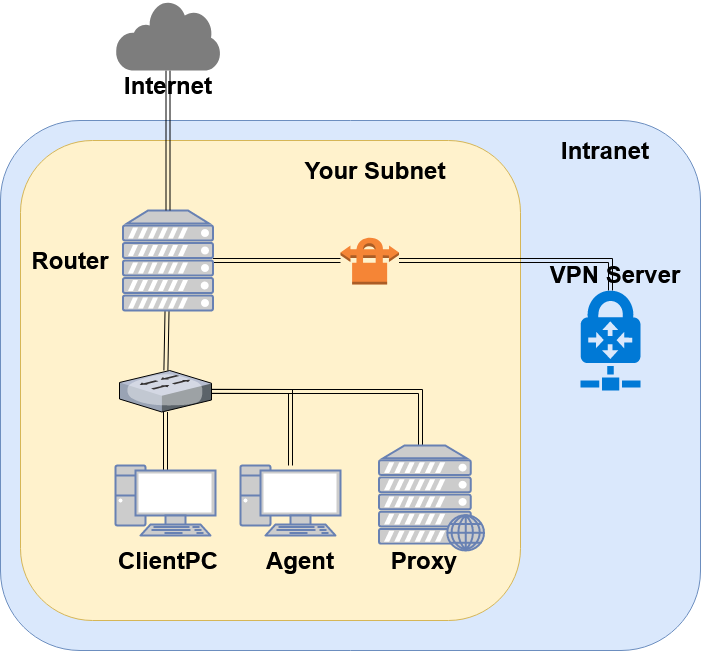 Internet
Intranet
Your Subnet
Router
VPN Server
ClientPC
Agent
Proxy